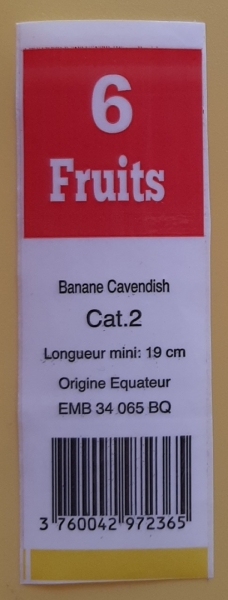 6
Fruits
Banane Cavendish
Cat.2
Longueur mini: 19 cm
Origine Equateur
EMB 34 065 BQ
3 760042 972365